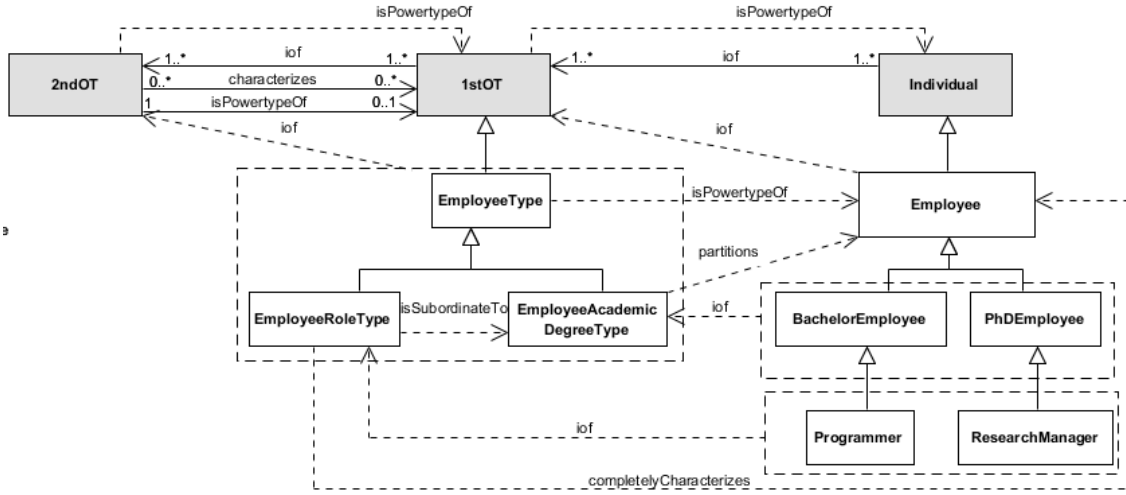 isPowertypeOf
isPowertypeOf
2ndOT
1..*
iof
1..*
0..*
characterizes
0..*
1
isPowertypeOf
0..1
1stOT
1..*
iof
1..*
Individual
iof
iof
EmployeeType
isPowertypeOf
Employee
e
partitions
EmployeeRoleType
isSubordinateTo
EmployeeAcademic
DegreeType
iof
BachelorEmployee
PhDEmployee
iof
Programmer
ResearchManager
completelyCharacterizes